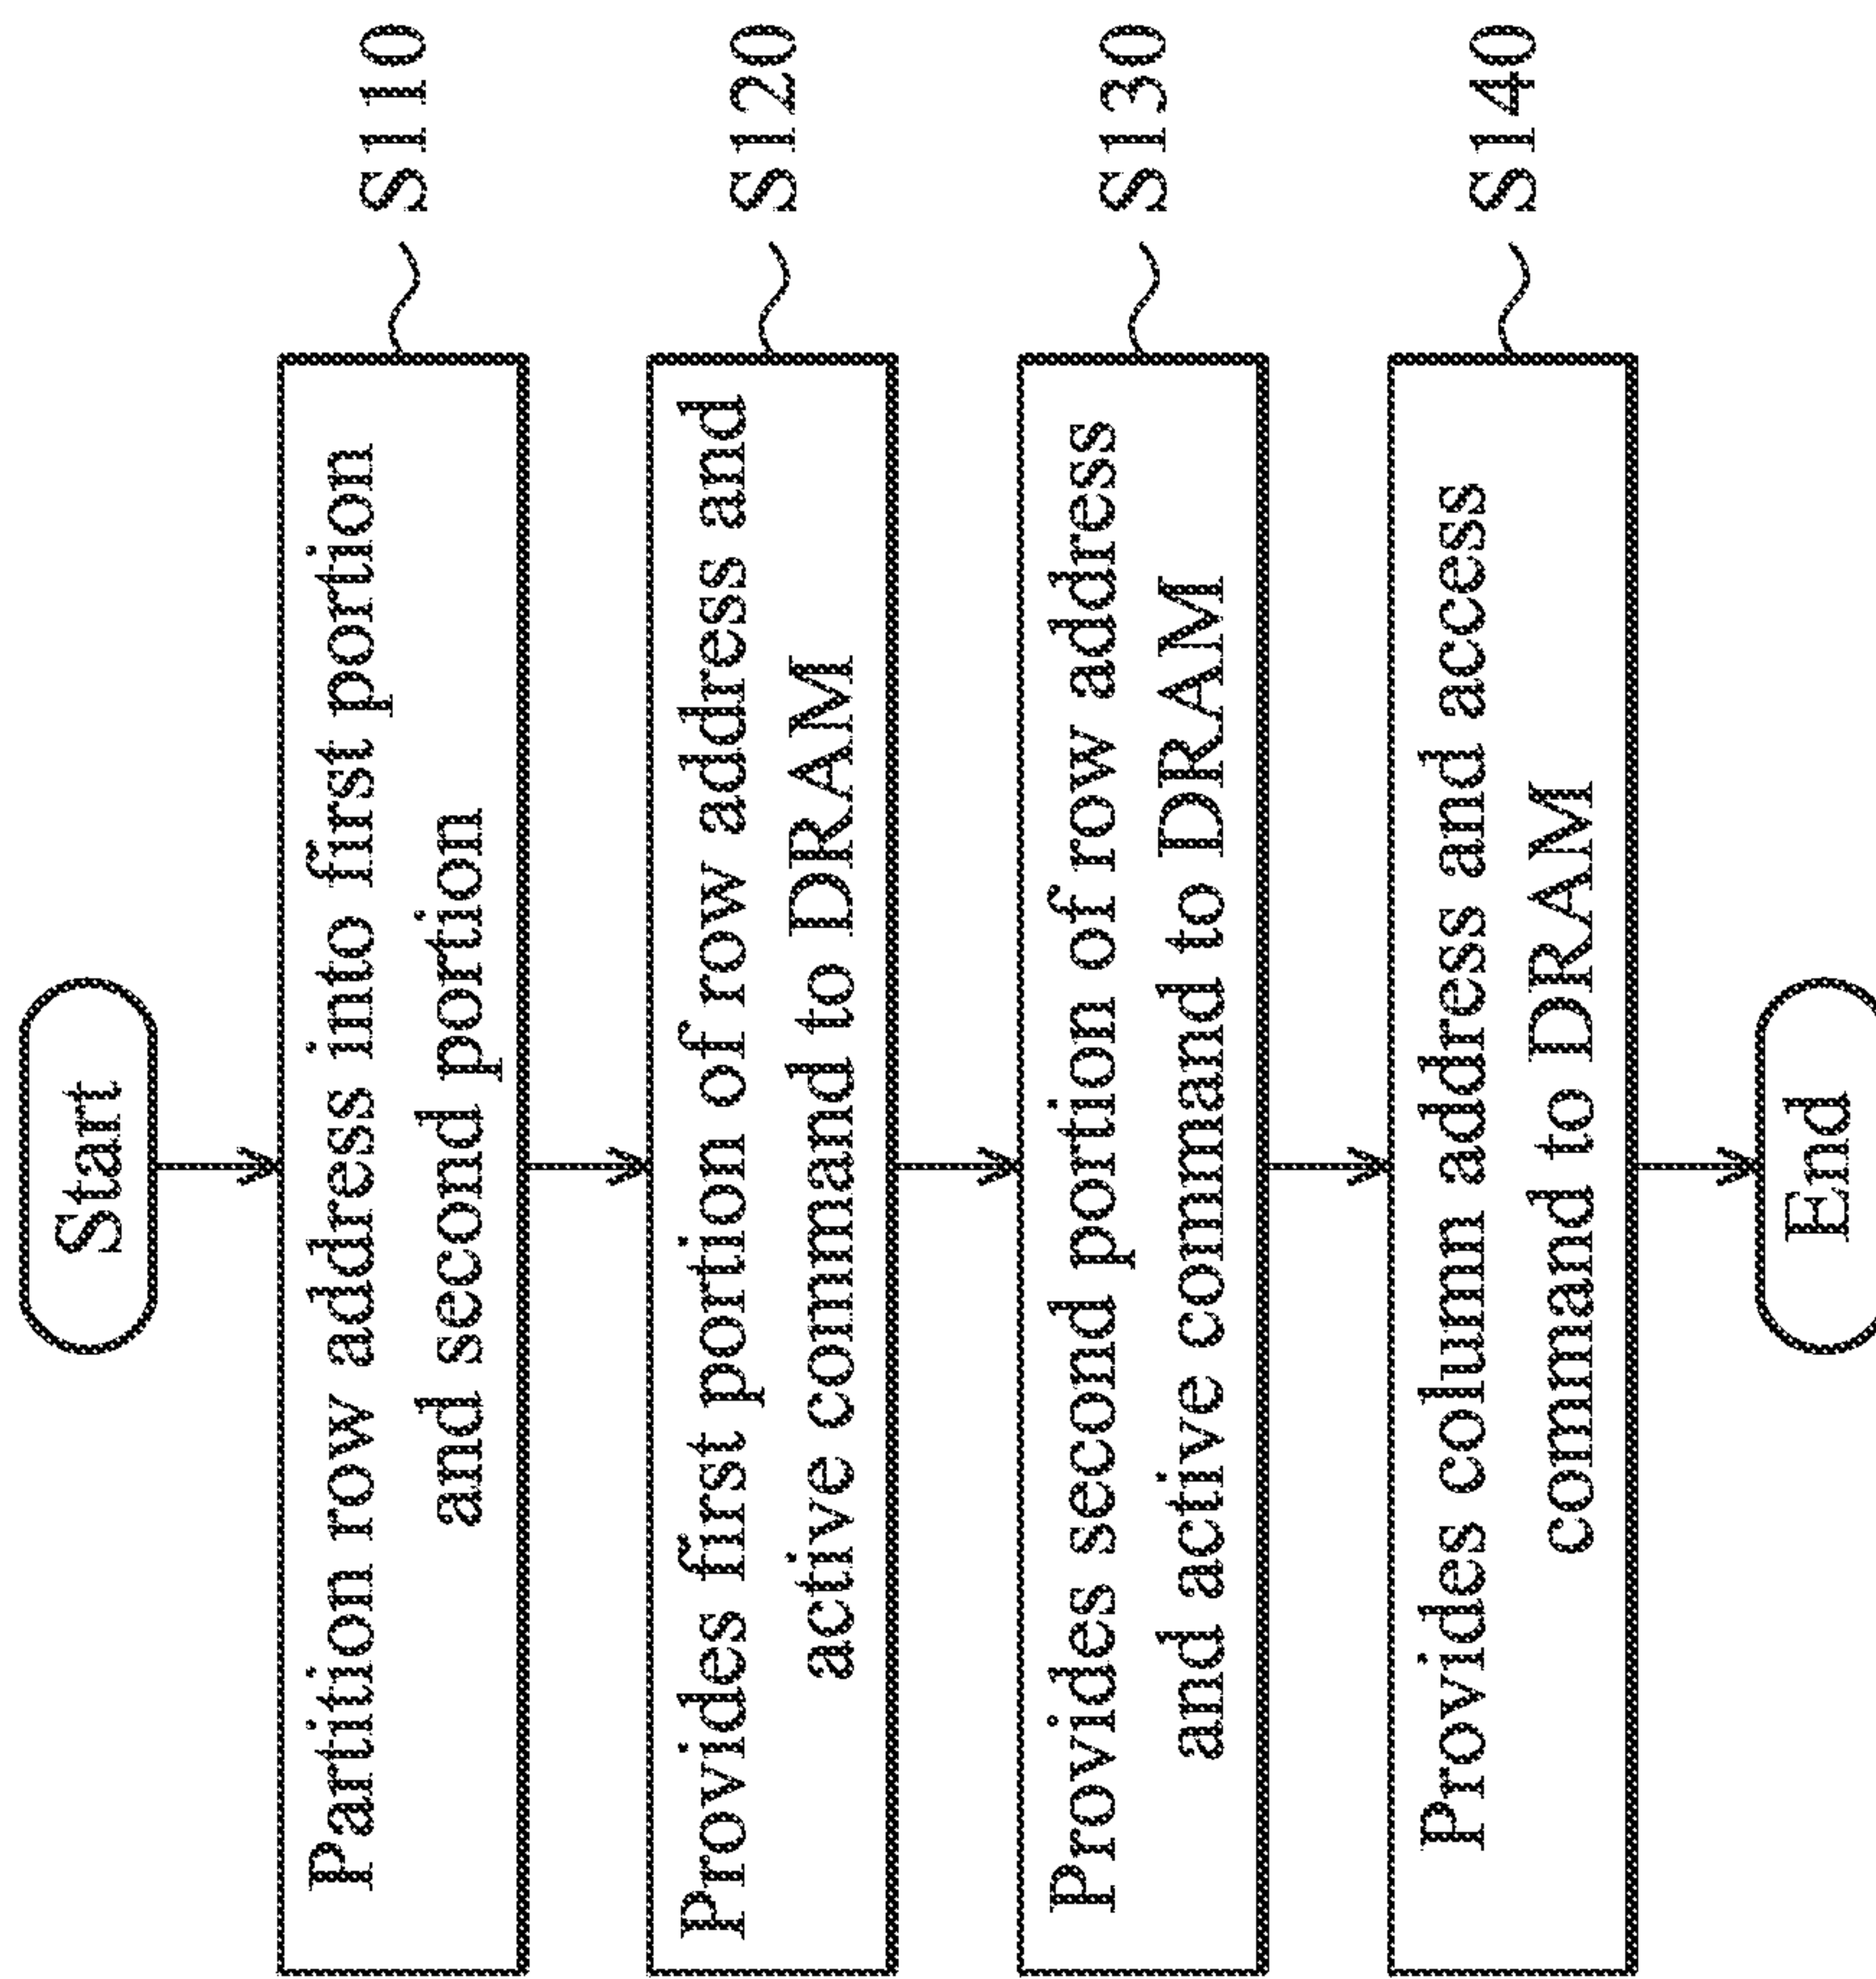 Start
Partition row address into first portion
and second portion
S110
Provides first portion of row address and
active command to DRAM
S120
Provides second portion of row address
and active command to DRAM
S130
Provides column address and access
command to DRAM
S140
End